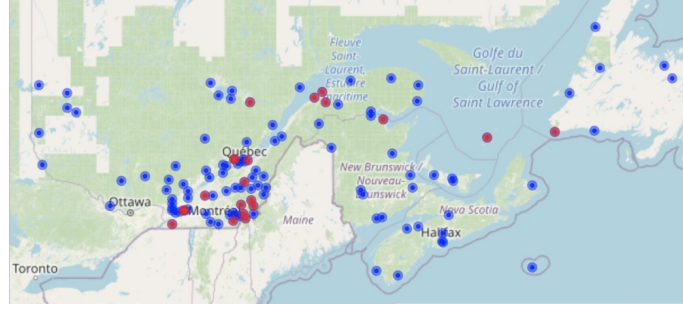 Fleuve
Saint-
Laurent,
Estuaire
maritime
Golfe du
Saint-Laurent /
Gulf of
Saint Lawrence
Québec
New Brunswick /
Nouveau-
Brunswick
Ottawa
Montréal
Maine
Nova Scotia
Halifax
Toronto